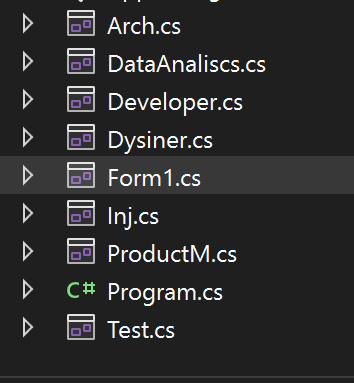 Arch.cs
DataAnaliscs.cs
Developer.cs
Dysiner.cs
Form1.cs
Inj.cs
ProductM.cs
C# Program.cs
Test.cs